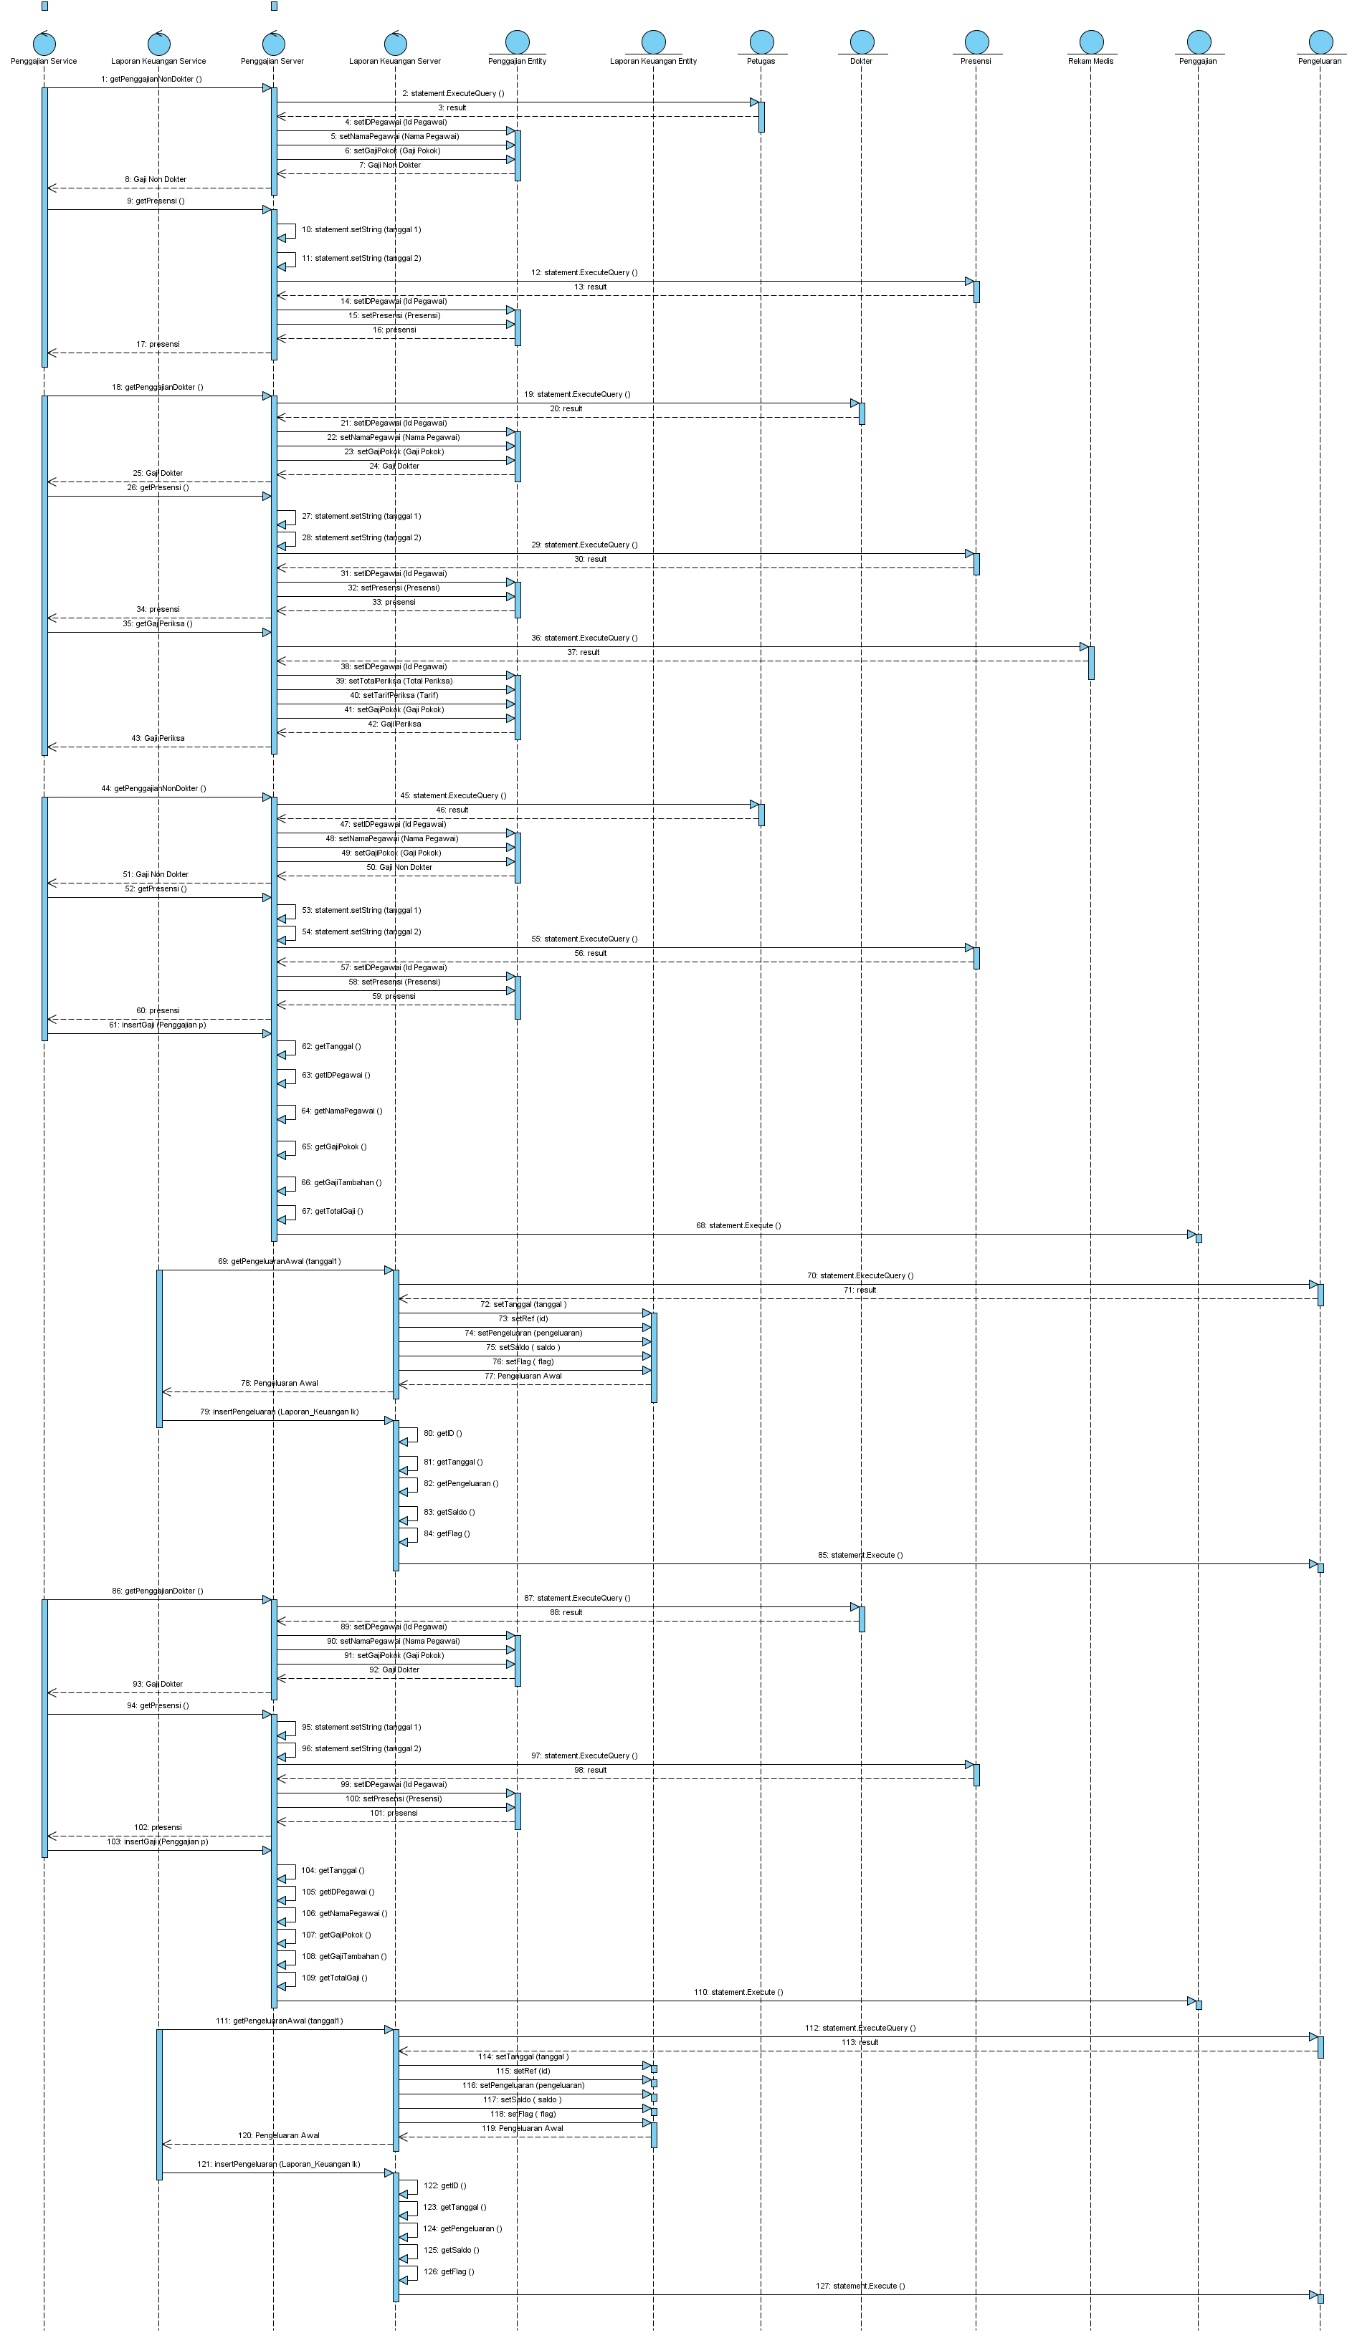 Penggajian Service
Laporan Keuangan Service
Penggajian Server
Laporan Keuangan Server
Penggajian Entity
Laporan Keuangan Entity
Petugas
Dokter
Presensi
Rekam Medis
Penggajian
Pengeluaran
1: getPenggajianNonDokter ()
2: statement.ExecuteQuery ()
3: result
4: setIDPegawai (Id Pegawai)
5: setNamaPegawai (Nama Pegawai)
6: setGajiPokok (Gaji Pokok)
7: Gaji Non Dokter
8: Gaji Non Dokter
9: getPresensi ()
10: statement.setString (tanggal 1)
11: statement.setString (tanggal 2)
12: statement.ExecuteQuery ()
13: result
14: setIDPegawai (Id Pegawai)
15: setPresensi (Presensi)
16: presensi
17: presensi
18: getPenggajianDokter ()
19: statement.ExecuteQuery ()
20: result
21: setIDPegawai (Id Pegawai)
22: setNamaPegawai (Nama Pegawai)
23: setGajiPokok (Gaji Pokok)
24: Gaji Dokter
25: Gaji Dokter
26: getPresensi ()
27: statement.setString (tanggal 1)
28: statement.setString (tanggal 2)
29: statement.ExecuteQuery ()
30: result
31: setIDPegawai (Id Pegawai)
32: setPresensi (Presensi)
33: presensi
34: presensi
35: getGajiPeriksa ()
36: statement.ExecuteQuery ()
37: result
38: setIDPegawai (Id Pegawai)
39: setTotalPeriksa (Total Periksa)
40: setTarifPeriksa (Tarif)
41: setGajiPokok (Gaji Pokok)
42: GajiPeriksa
43: GajiPeriksa
44: getPenggajianNonDokter ()
45: statement.ExecuteQuery ()
46: result
47: setIDPegawai (Id Pegawai)
48: setNamaPegawai (Nama Pegawai)
49: setGajiPokok (Gaji Pokok)
50: Gaji Non Dokter
51: Gaji Non Dokter
52: getPresensi ()
53: statement.setString (tanggal 1)
54: statement.setString (tanggal 2)
55: statement.ExecuteQuery ()
56: result
57: setIDPegawai (Id Pegawai)
58: setPresensi (Presensi)
59: presensi
60: presensi
61: insertGaji (Penggajian p)
62: getTanggal ()
63: getIDPegawai ()
64: getNamaPegawai ()
65: getGajiPokok ()
66: getGajiTambahan ()
67: getTotalGaji ()
68: statement.Execute ()
69: getPengeluaranAwal (tanggal1)
70: statement.ExecuteQuery ()
71: result
72: setTanggal (tanggal )
73: setRef (id)
74: setPengeluaran (pengeluaran)
75: setSaldo ( saldo )
76: setFlag ( flag)
77: Pengeluaran Awal
78: Pengeluaran Awal
79: insertPengeluaran (Laporan_Keuangan lk)
80: getID ()
81: getTanggal ()
82: getPengeluaran ()
83: getSaldo ()
84: getFlag ()
85: statement.Execute ()
86: getPenggajianDokter ()
87: statement.ExecuteQuery ()
88: result
89: setIDPegawai (Id Pegawai)
90: setNamaPegawai (Nama Pegawai)
91: setGajiPokok (Gaji Pokok)
92: Gaji Dokter
93: Gaji Dokter
94: getPresensi ()
95: statement.setString (tanggal 1)
96: statement.setString (tanggal 2)
97: statement.ExecuteQuery ()
98: result
99: setIDPegawai (Id Pegawai)
100: setPresensi (Presensi)
101: presensi
102: presensi
103: insertGaji (Penggajian p)
104: getTanggal ()
105: getIDPegawai ()
106: getNamaPegawai ()
107: getGajiPokok ()
108: getGajiTambahan ()
109: getTotalGaji ()
110: statement.Execute ()
111: getPengeluaranAwal (tanggal1)
112: statement.ExecuteQuery ()
113: result
114: setTanggal (tanggal )
115: setRef (id)
116: setPengeluaran (pengeluaran)
117: setSaldo ( saldo )
118: setFlag ( flag)
119: Pengeluaran Awal
120: Pengeluaran Awal
121: insertPengeluaran (Laporan_Keuangan lk)
122: getID ()
123: getTanggal ()
124: getPengeluaran ()
125: getSaldo ()
126: getFlag ()
127: statement.Execute ()